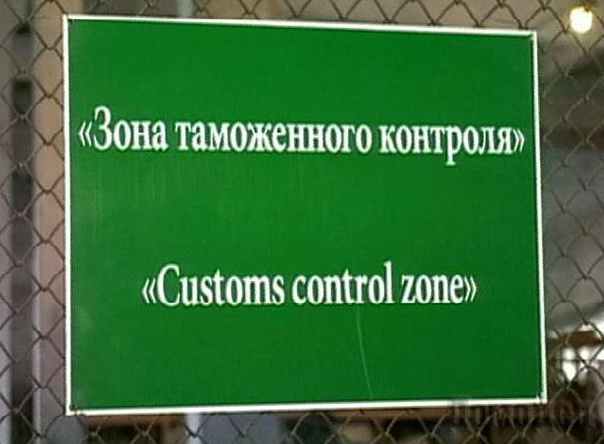 «Зона таможенного контроля»
«Customs control zone»